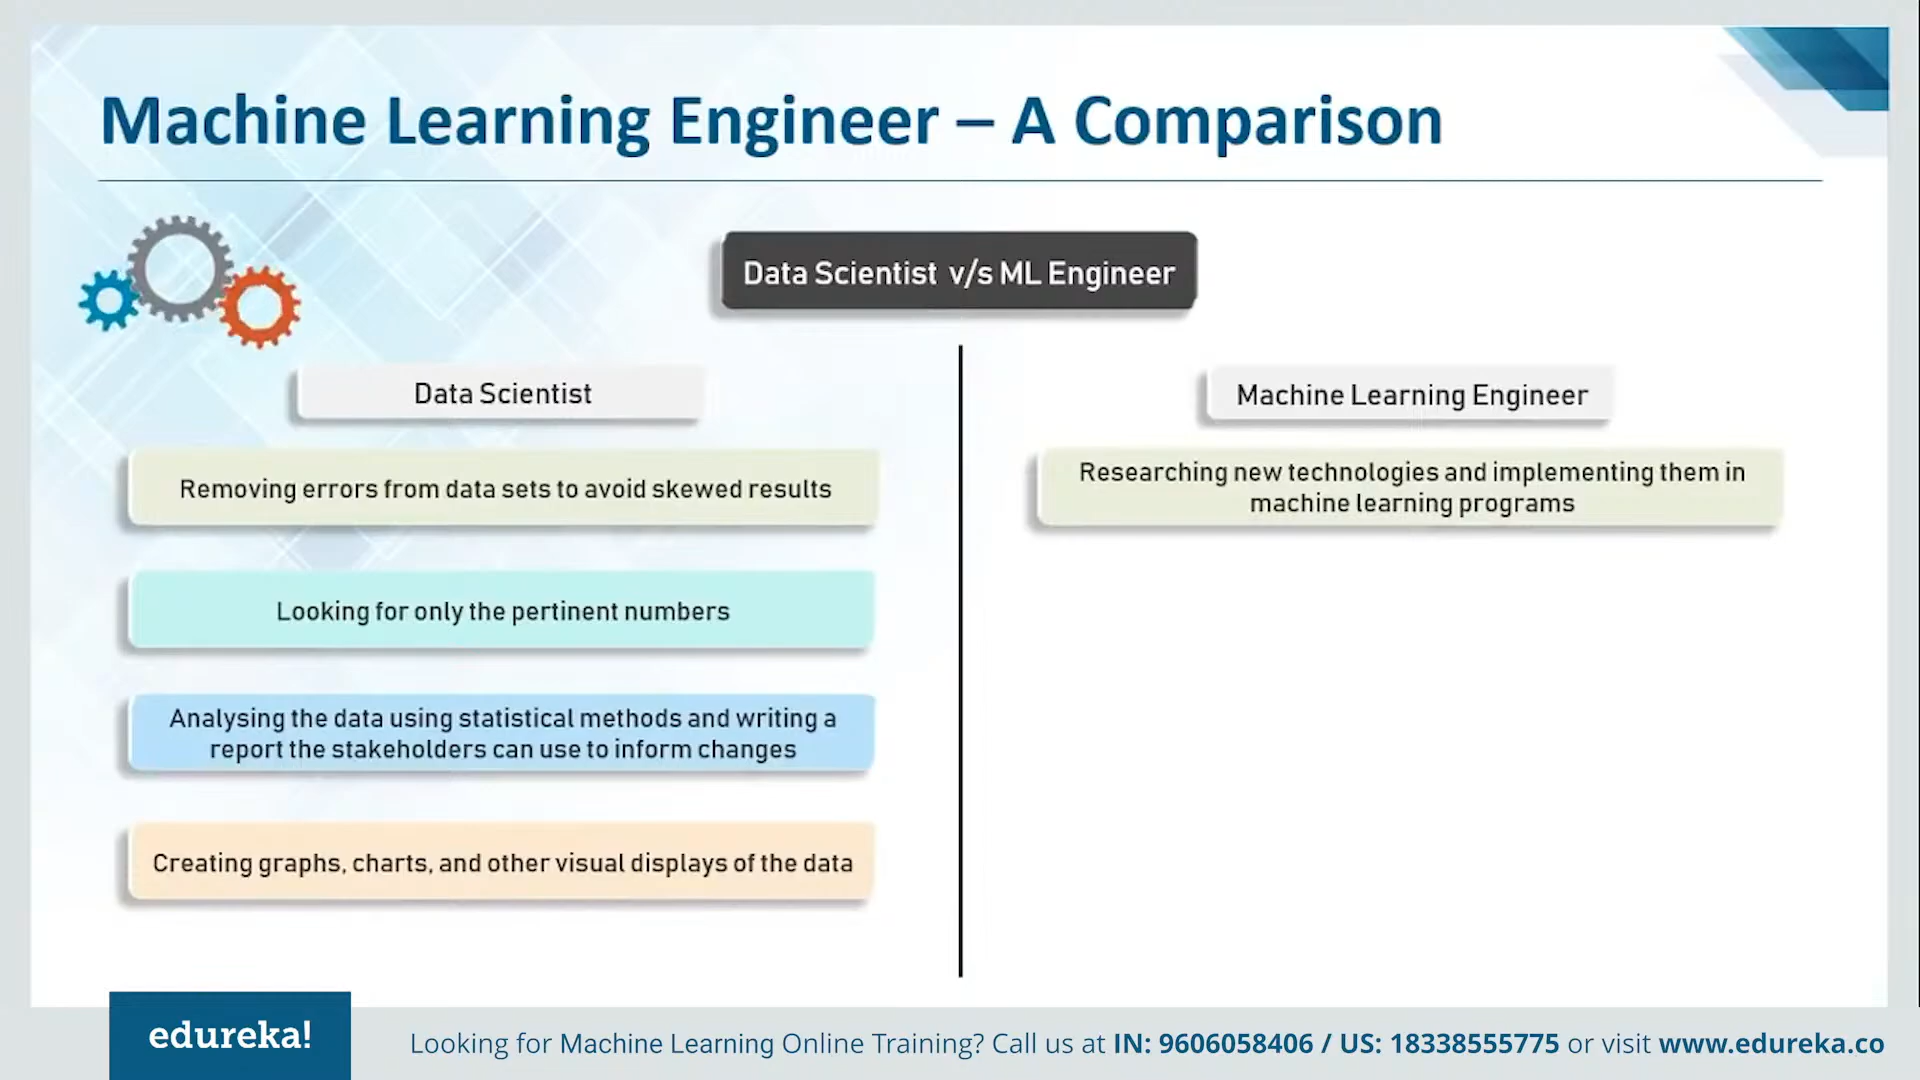 Machine Learning Engineer – A Comparison
Data Scientist v/s ML Engineer
Data Scientist
Removing errors from data sets to avoid skewed results
Looking for only the pertinent numbers
Analysing the data using statistical methods and writing a
report the stakeholders can use to inform changes
Creating graphs, charts, and other visual displays of the data
Machine Learning Engineer
Researching new technologies and implementing them in
machine learning programs
edureka!
Looking for Machine Learning Online Training? Call us at IN: 9606058406 / US: 18338555775 or visit www.edureka.co